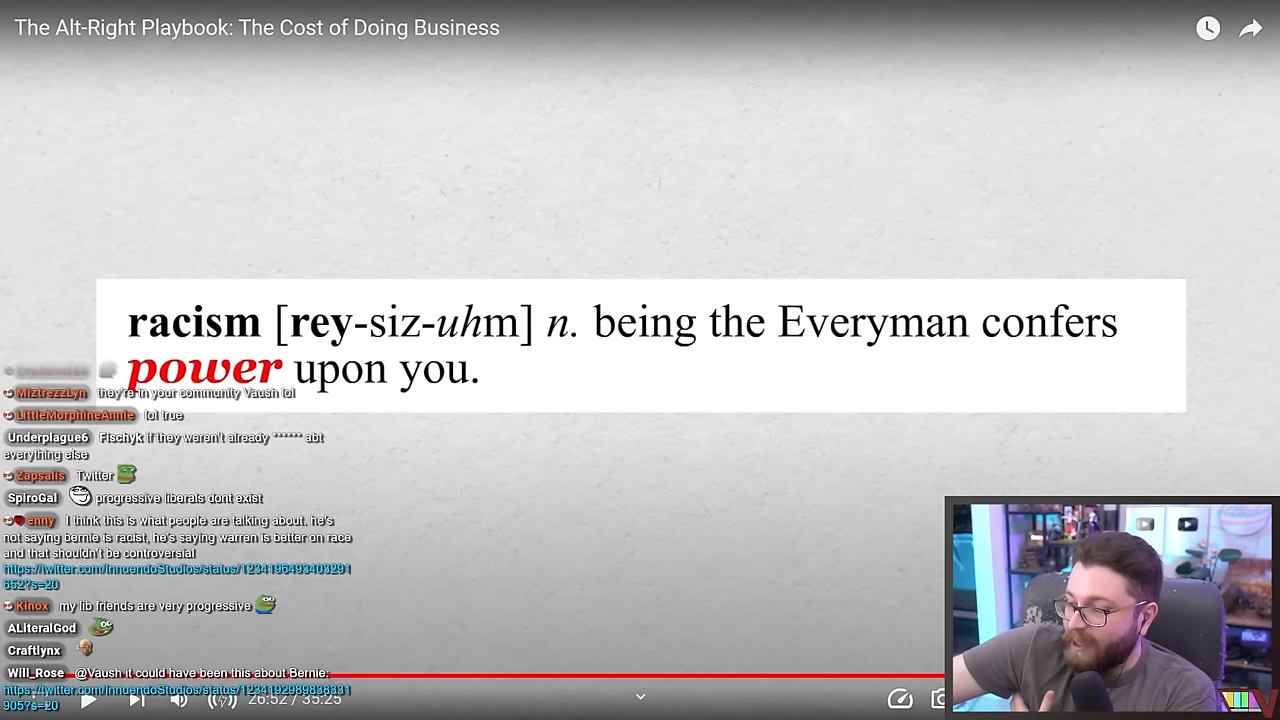 The Alt-Right Playbook: The Cost of Doing Business
racism [rey-siz-uhm] n. being the Everyman confers
power upon you.
MiztrezzLyn they're in your community Vaush lol
LittleMorphineAnnie lol true
Underplague6 Fischyk if they weren't already ****** abt
everything else
Zapsalls Twitter
SpiroGal progressive liberals dont exist
enny I think this is what people are talking about. he's
not saying bernie is racist, he's saying warren is better on race
and that shouldn't be controversial
https://twitter.com/InnuendoStudios/status/1234196493403291
652?s=20
Kinox my lib friends are very progressive
ALiteralGod
Craftlynx
Will_Rose @Vaush it could have been this about Bernie:
https://twitter.com/InnuendoStudios/status/1234192989838331
905?s=20
26:52 / 35:25